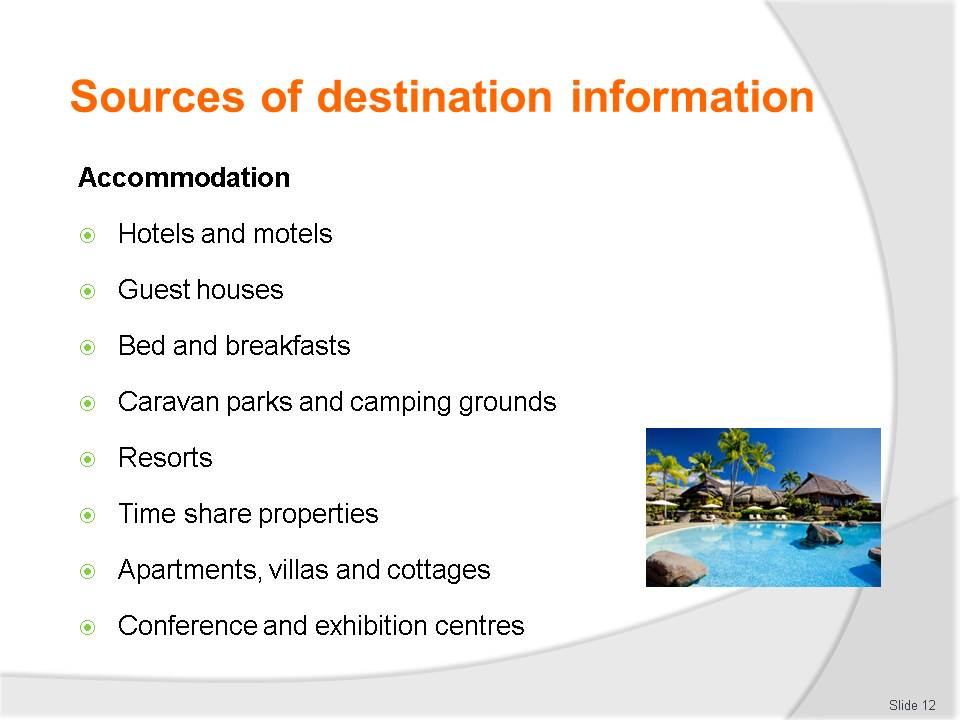 Sources of destination information
Accommodation
Hotels and motels
Guest houses
Bed and breakfasts
Caravan parks and camping grounds
Resorts
Time share properties
Apartments, villas and cottages
Conference and exhibition centres
Slide 12